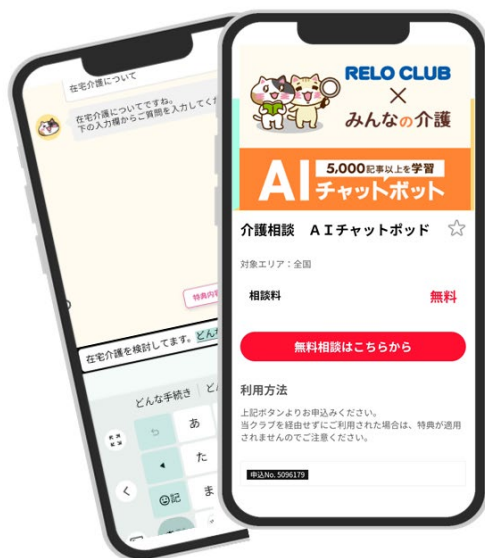 在宅介護について
在宅介護についてですね。
下の入力欄からご質問を入力してくだ
特典内容
在宅介護を検討してます。どんな
どんな手続き
あ
た
記
ま
RELO CLUB
×
みんなの介護
5,000記事以上を学習
AIチャットボット
介護相談 AIチャットポッド
対象エリア:全国
相談料 無料
無料相談はこちらから
利用方法
上記ボタンよりお申込みください。
当クラブを経由せずにご利用された場合は、特典が適用
されませんのでご注意ください。
申込No. 5096179